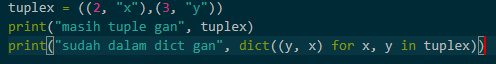 tuplex = ((2, "x"),(3, "y"))
print("masih tuple gan", tuplex)
print("sudah dalam dict gan", dict((y, x) for x, y in tuplex))